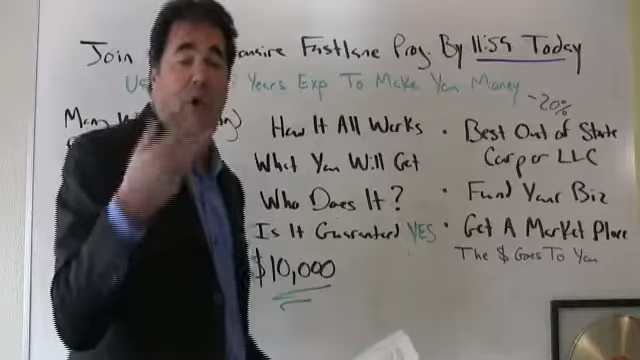 Join Fastlane Prog. By 11:59 Today
Years Exp To Make You Money
-20%
How It All Works
What You Will Get
Who Does It?
Is It Guaranteed YES
$10,000
• Best Out of State
Corp or LLC
• Fund Your Biz
• Get A Market Place
The $ Goes To You